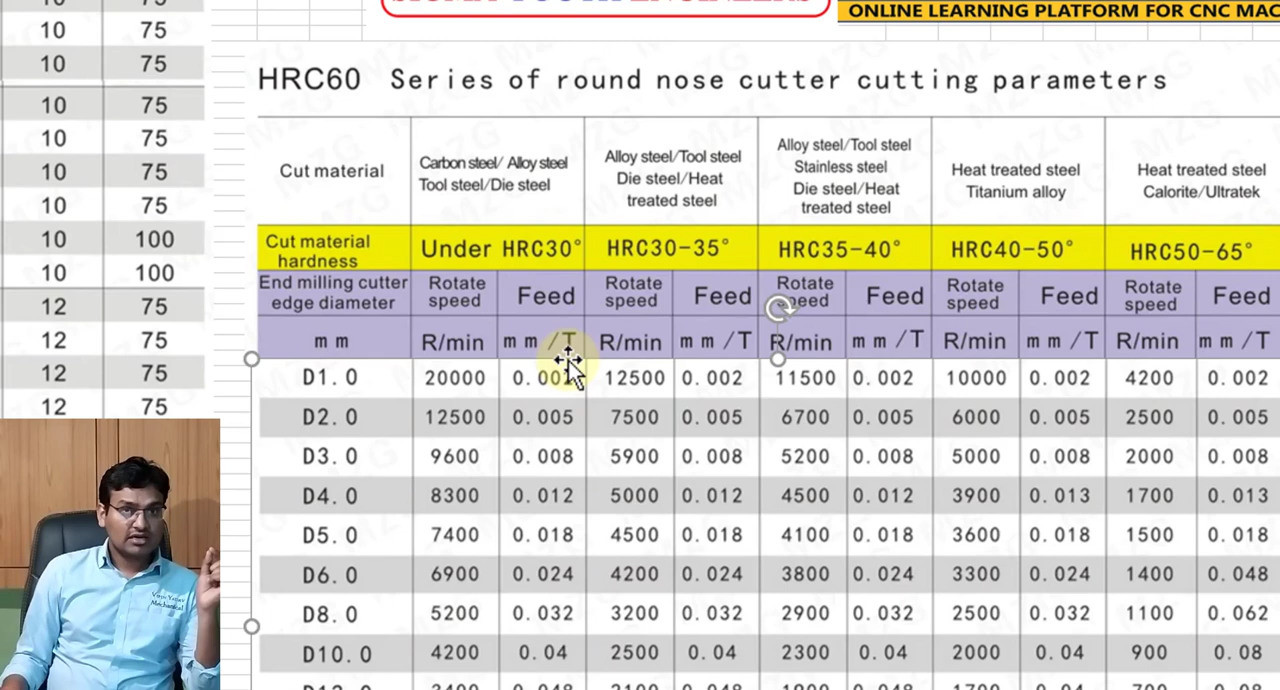 ONLINE LEARNING PLATFORM FOR CNC MAC
10 75
10 75
10 75
10 75
10 75
10 75
10 100
10 100
12 75
12 75
12 75
12 75
HRC60 Series of round nose cutter cutting parameters
Cut material
Carbon steel/ Alloy steel
Tool steel/Die steel
Alloy steel/Tool steel
Die steel/Heat
treated steel
Alloy steel/Tool steel
Stainless steel
Die steel/Heat
treated steel
Heat treated steel
Titanium alloy
Heat treated steel
Calorite/Ultratek
Cut material
hardness
Under HRC30° HRC30-35° HRC35-40° HRC40-50° HRC50-65°
End milling cutter
edge diameter
Rotate
speed
Feed
Rotate
speed
Feed
Rotate
speed
Feed
Rotate
speed
Feed
Rotate
speed
Feed
mm R/min mm/T R/min mm/T R/min mm/T R/min mm/T R/min mm/T
D1.0 20000 0.002 12500 0.002 11500 0.002 10000 0.002 4200 0.002
D2.0 12500 0.005 7500 0.005 6700 0.005 6000 0.005 2500 0.005
D3.0 9600 0.008 5900 0.008 5200 0.008 5000 0.008 2000 0.008
D4.0 8300 0.012 5000 0.012 4500 0.012 3900 0.013 1700 0.013
D5.0 7400 0.018 4500 0.018 4100 0.018 3600 0.018 1500 0.018
D6.0 6900 0.024 4200 0.024 3800 0.024 3300 0.024 1400 0.048
D8.0 5200 0.032 3200 0.032 2900 0.032 2500 0.032 1100 0.062
D10.0 4200 0.04 2500 0.04 2300 0.04 2000 0.04 900 0.08